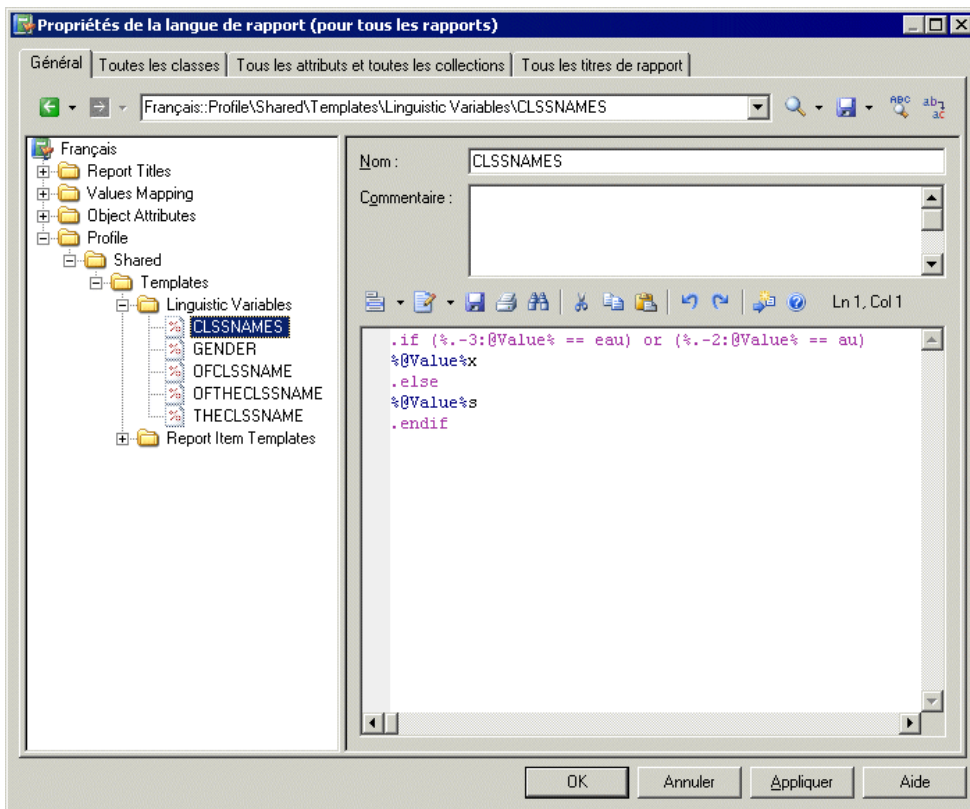 Propriétés de la langue de rapport (pour tous les rapports)
Général Toutes les classes Tous les attributs et toutes les collections Tous les titres de rapport
Français::Profile\Shared\Templates\Linguistic Variables\CLSSNAMES
Français
Report Titles
Values Mapping
Object Attributes
Profile
Shared
Templates
Linguistic Variables
CLSSNAMES
GENDER
OFCLSSNAME
OFTHECLSSNAME
THECLSSNAME
Report Item Templates
Nom : CLSSNAMES
Commentaire :
Ln 1, Col 1
.if (%.-3:@Value% == eau) or (%.-2:@Value% == au)
%@Value%x
.else
%@Value%s
.endif
OK Annuler Appliquer Aide